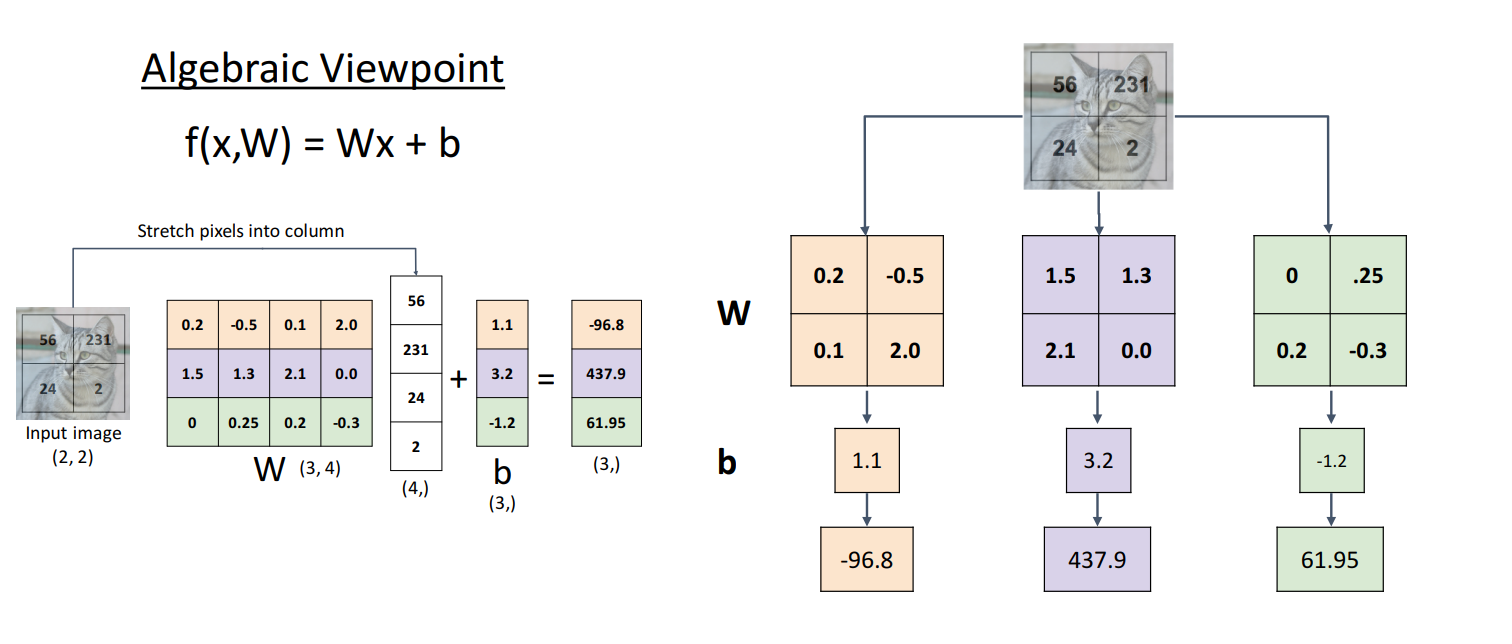 Algebraic Viewpoint
f(x,W) = Wx + b
Stretch pixels into column
56 231
24 2
Input image
(2, 2)
0.2 -0.5 0.1 2.0
1.5 1.3 2.1 0.0
0 0.25 0.2 -0.3
W (3, 4)
56
231
24
2
(4,)
+
1.1
3.2
-1.2
b
(3,)
=
-96.8
437.9
61.95
(3,)
56 231
24 2
W
0.2 -0.5
0.1 2.0
1.5 1.3
2.1 0.0
0 .25
0.2 -0.3
b
1.1
3.2
-1.2
-96.8
437.9
61.95